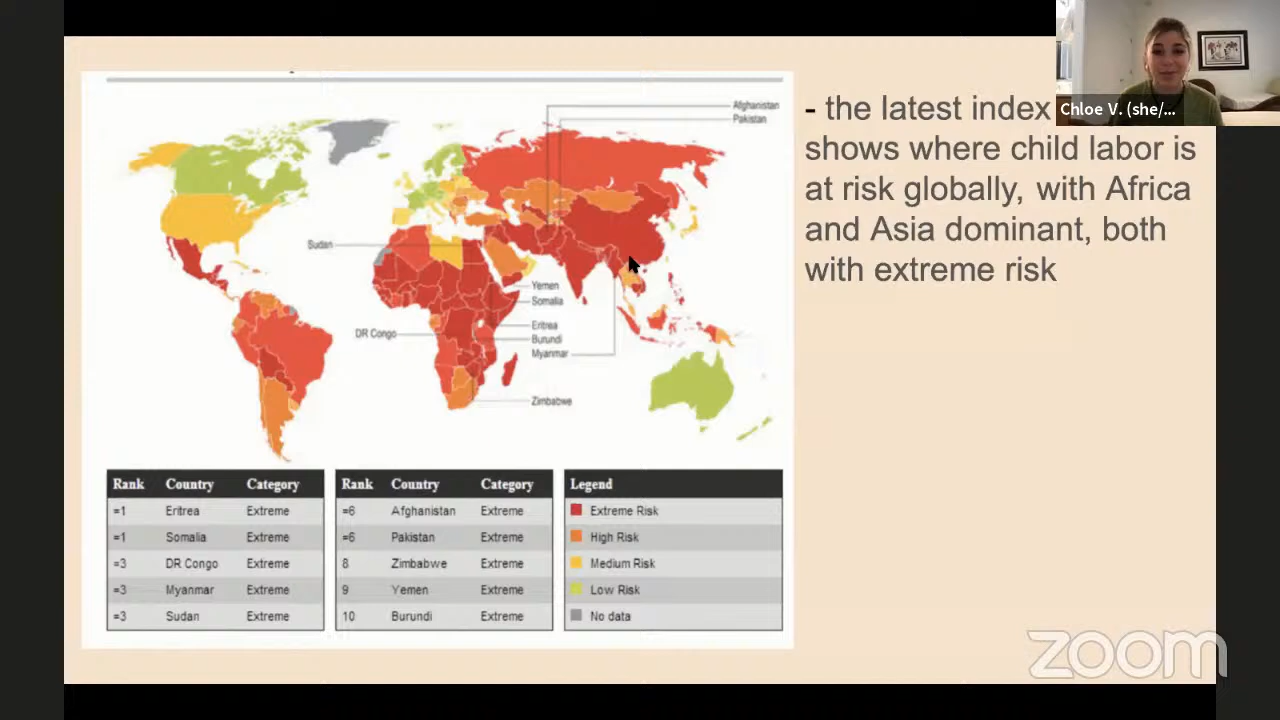 - the latest index
shows where child labor is
at risk globally, with Africa
and Asia dominant, both
with extreme risk
Chloe V. (she/...
Afghanistan
Pakistan
Sudan
Yemen
Somalia
DR Congo
Eritrea
Burundi
Myanmar
Zimbabwe
Rank Country Category
=1 Eritrea Extreme
=1 Somalia Extreme
=3 DR Congo Extreme
=3 Myanmar Extreme
=3 Sudan Extreme
Rank Country Category
=6 Afghanistan Extreme
=6 Pakistan Extreme
8 Zimbabwe Extreme
9 Yemen Extreme
10 Burundi Extreme
Legend
Extreme Risk
High Risk
Medium Risk
Low Risk
No data
zoom